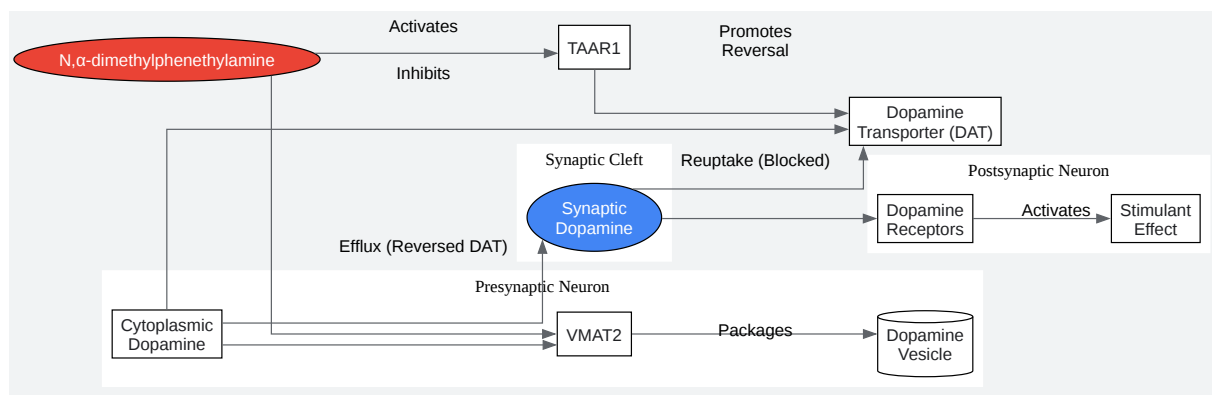 Activates
Promotes
Reversal
N,α-dimethylphenethylamine
TAAR1
Inhibits
Dopamine
Transporter (DAT)
Synaptic Cleft
Reuptake (Blocked)
Postsynaptic Neuron
Synaptic
Dopamine
Dopamine
Receptors
Activates
Stimulant
Effect
Efflux (Reversed DAT)
Presynaptic Neuron
Cytoplasmic
Dopamine
VMAT2
Packages
Dopamine
Vesicle